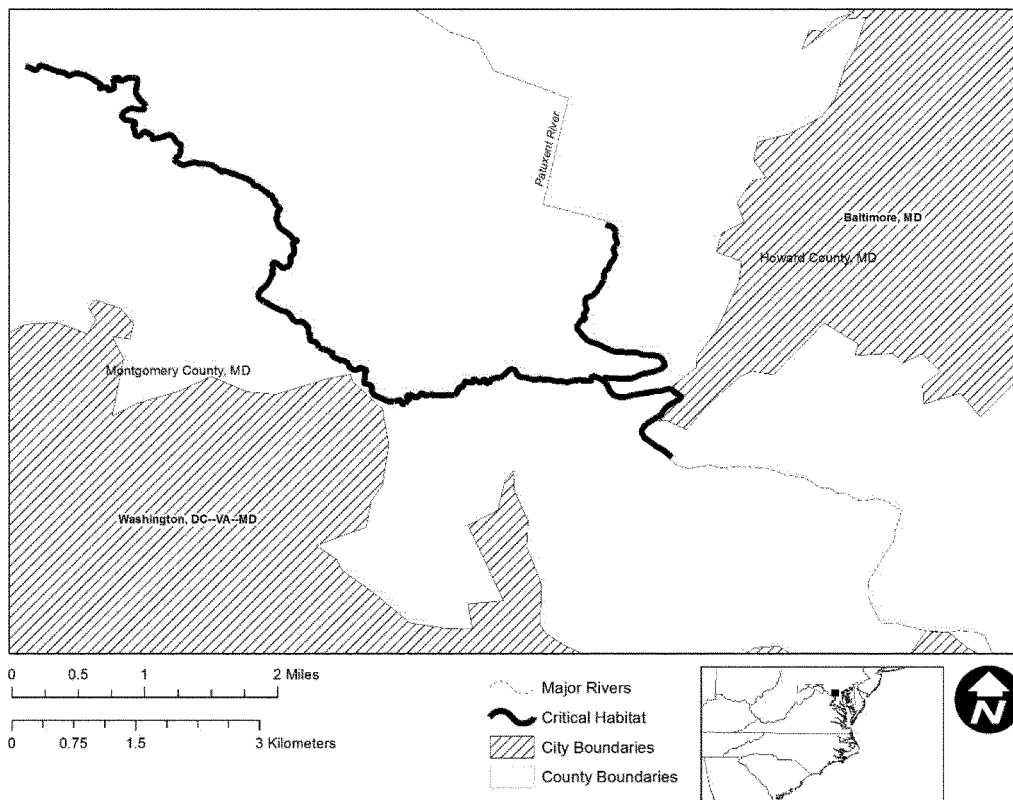 Patuxent River
Baltimore, MD
Howard County, MD
Montgomery County, MD
Washington, DC--VA--MD
0 0.5 1 2 Miles
0 0.75 1.5 3 Kilometers
Major Rivers
Critical Habitat
City Boundaries
County Boundaries
N